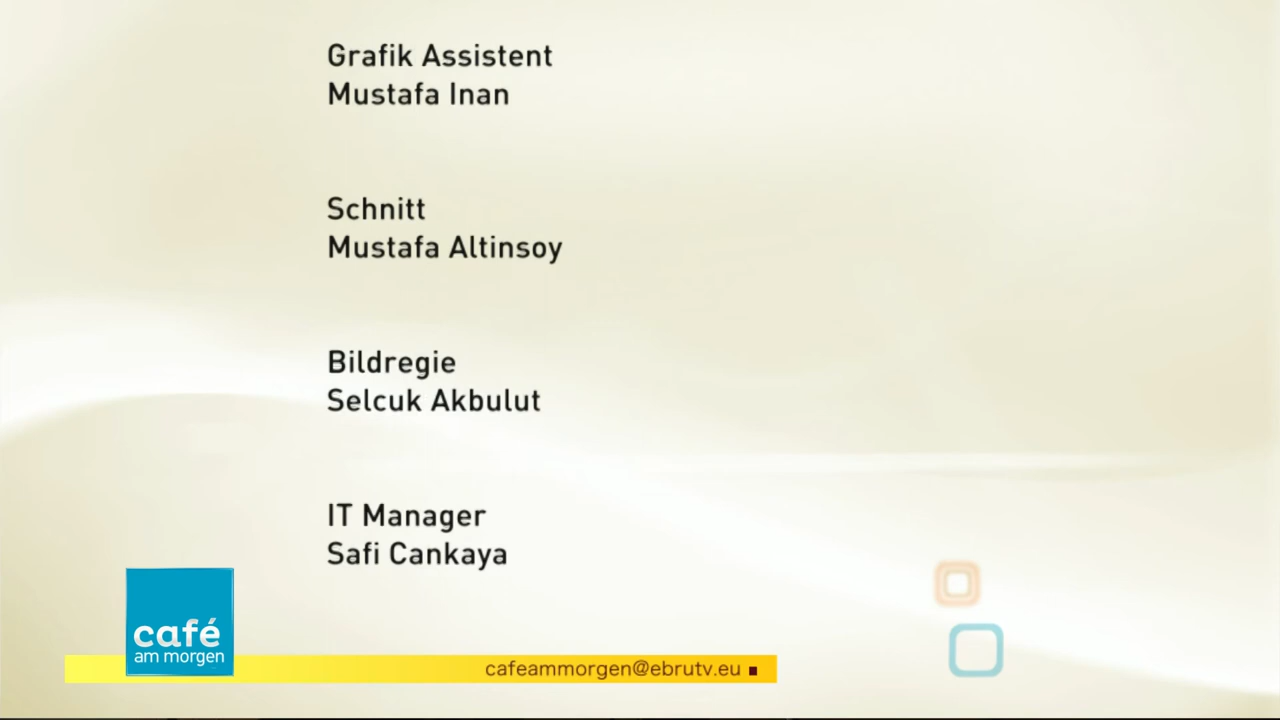 Grafik Assistent
Mustafa Inan
Schnitt
Mustafa Altinsoy
Bildregie
Selcuk Akbulut
IT Manager
Safi Cankaya
café
am morgen
cafeammorgen@ebrutv.eu